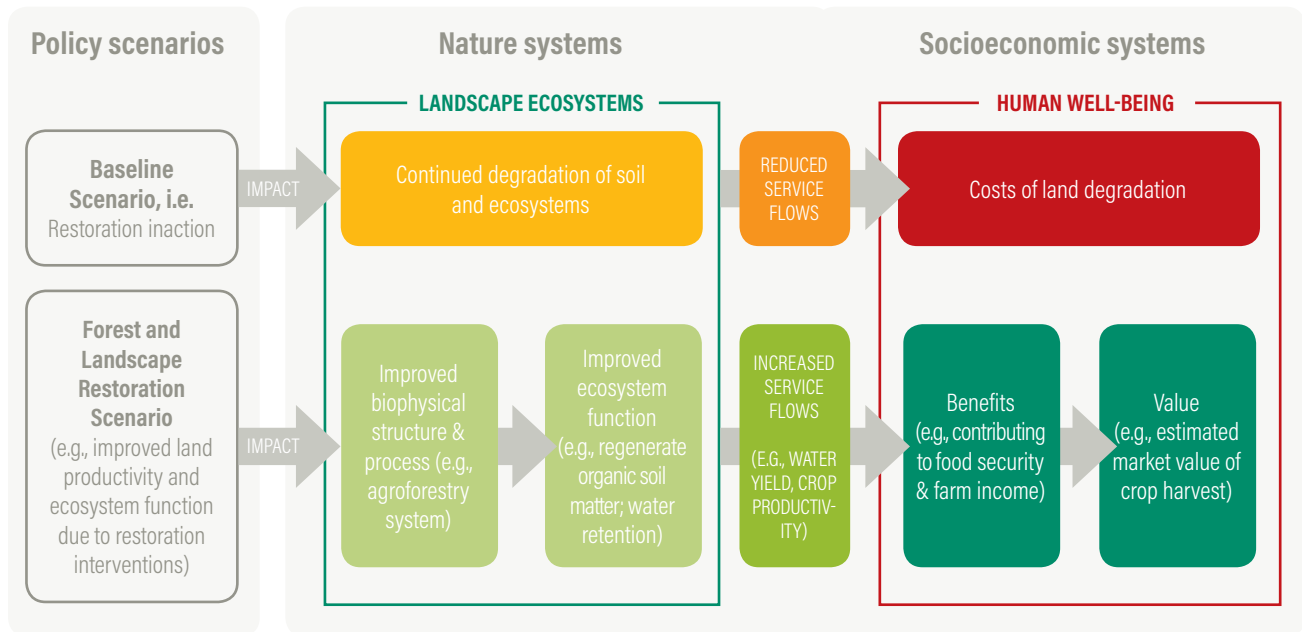 Policy scenarios
Nature systems
Socioeconomic systems
LANDSCAPE ECOSYSTEMS
HUMAN WELL-BEING
Baseline
Scenario, i.e.
Restoration inaction
IMPACT
Continued degradation of soil
and ecosystems
REDUCED
SERVICE
FLOWS
Costs of land degradation
Forest and
Landscape
Restoration
Scenario
(e.g., improved land
productivity and
ecosystem function
due to restoration
interventions)
IMPACT
Improved
biophysical
structure &
process (e.g.,
agroforestry
system)
Improved
ecosystem
function
(e.g., regenerate
organic soil
matter; water
retention)
INCREASED
SERVICE
FLOWS
(E.G., WATER
YIELD, CROP
PRODUCTIV-
ITY)
Benefits
(e.g., contributing
to food security
& farm income)
Value
(e.g., estimated
market value of
crop harvest)